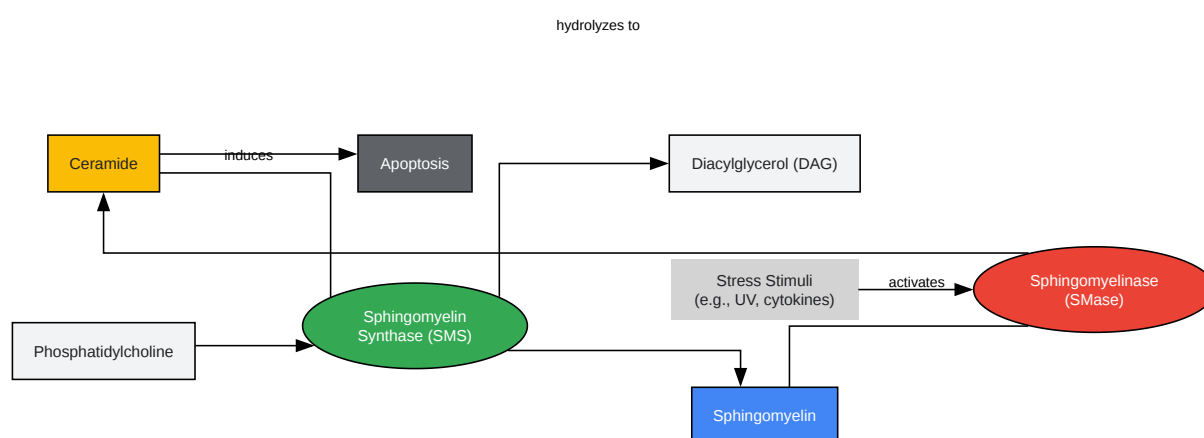 hydrolyzes to
Ceramide
induces
Apoptosis
Diacylglycerol (DAG)
Stress Stimuli
(e.g., UV, cytokines)
activates
Sphingomyelinase
(SMase)
Sphingomyelin
Synthase (SMS)
Phosphatidylcholine
Sphingomyelin